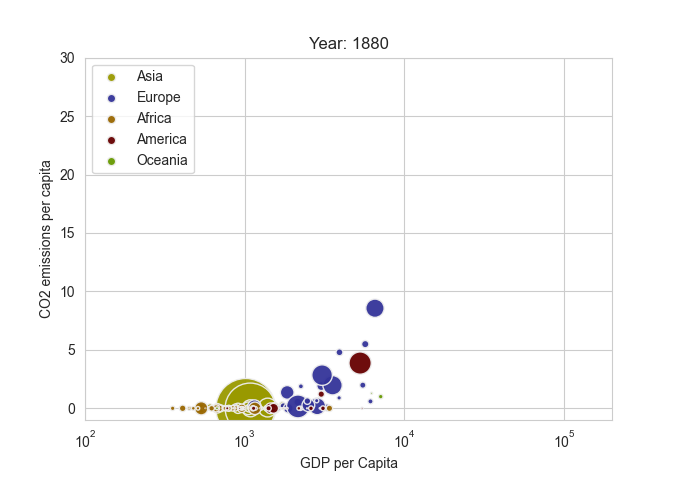 Year: 1880
30
25
20
15
10
5
0
CO2 emissions per capita
Asia
Europe
Africa
America
Oceania
10²
10³
10⁴
10⁵
GDP per Capita